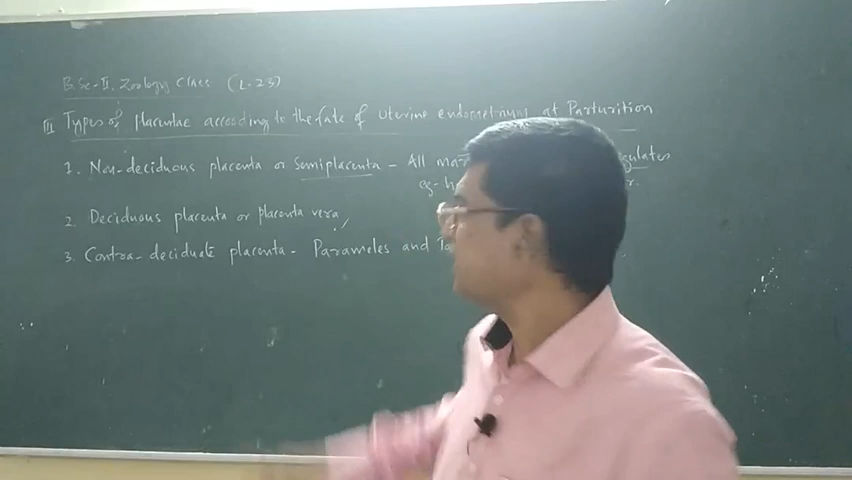 B.Sc-II. Zoology Class (L-23)
III Types of placentae according to the fate of uterine endometrium at Parturition
1. Non-deciduous placenta or Semiplacenta - All
eg-
2. Deciduous placenta or placenta vera
3. Contra-deciduate placenta - Parameles and